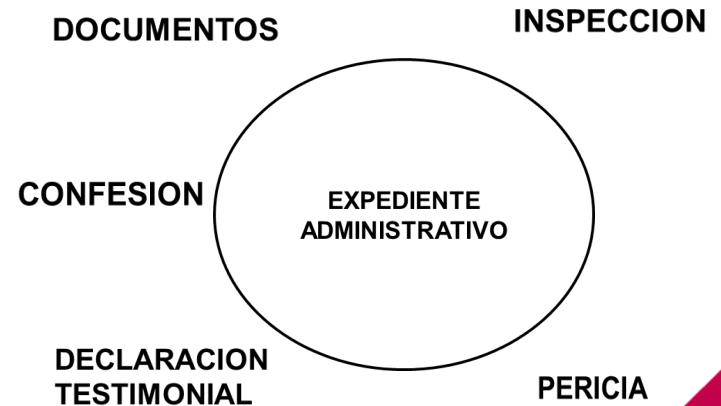 DOCUMENTOS
INSPECCION
CONFESION
EXPEDIENTE
ADMINISTRATIVO
DECLARACION
TESTIMONIAL
PERICIA